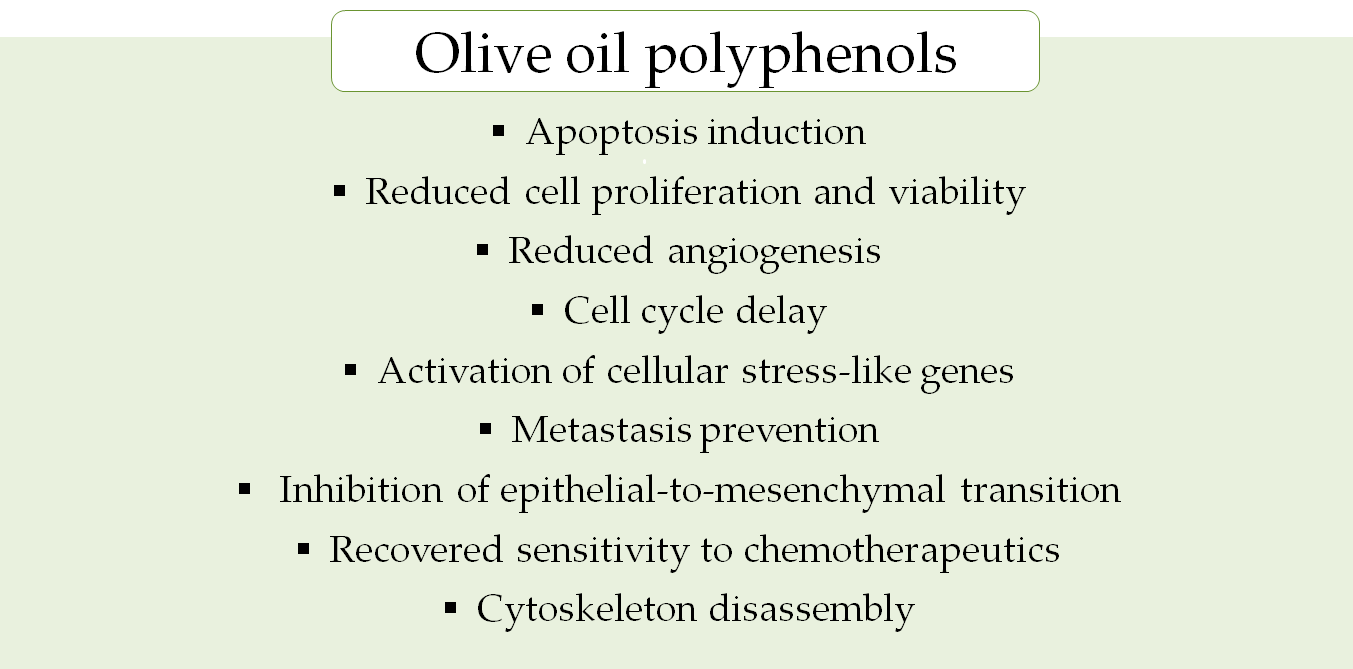 Olive oil polyphenols
▪ Apoptosis induction
▪ Reduced cell proliferation and viability
▪ Reduced angiogenesis
▪ Cell cycle delay
▪ Activation of cellular stress-like genes
▪ Metastasis prevention
▪ Inhibition of epithelial-to-mesenchymal transition
▪ Recovered sensitivity to chemotherapeutics
▪ Cytoskeleton disassembly